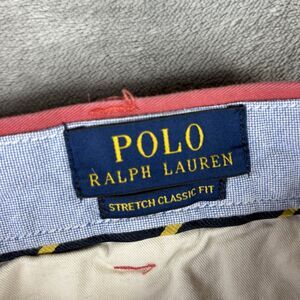 POLO
RALPH LAUREN
STRETCH CLASSIC FIT